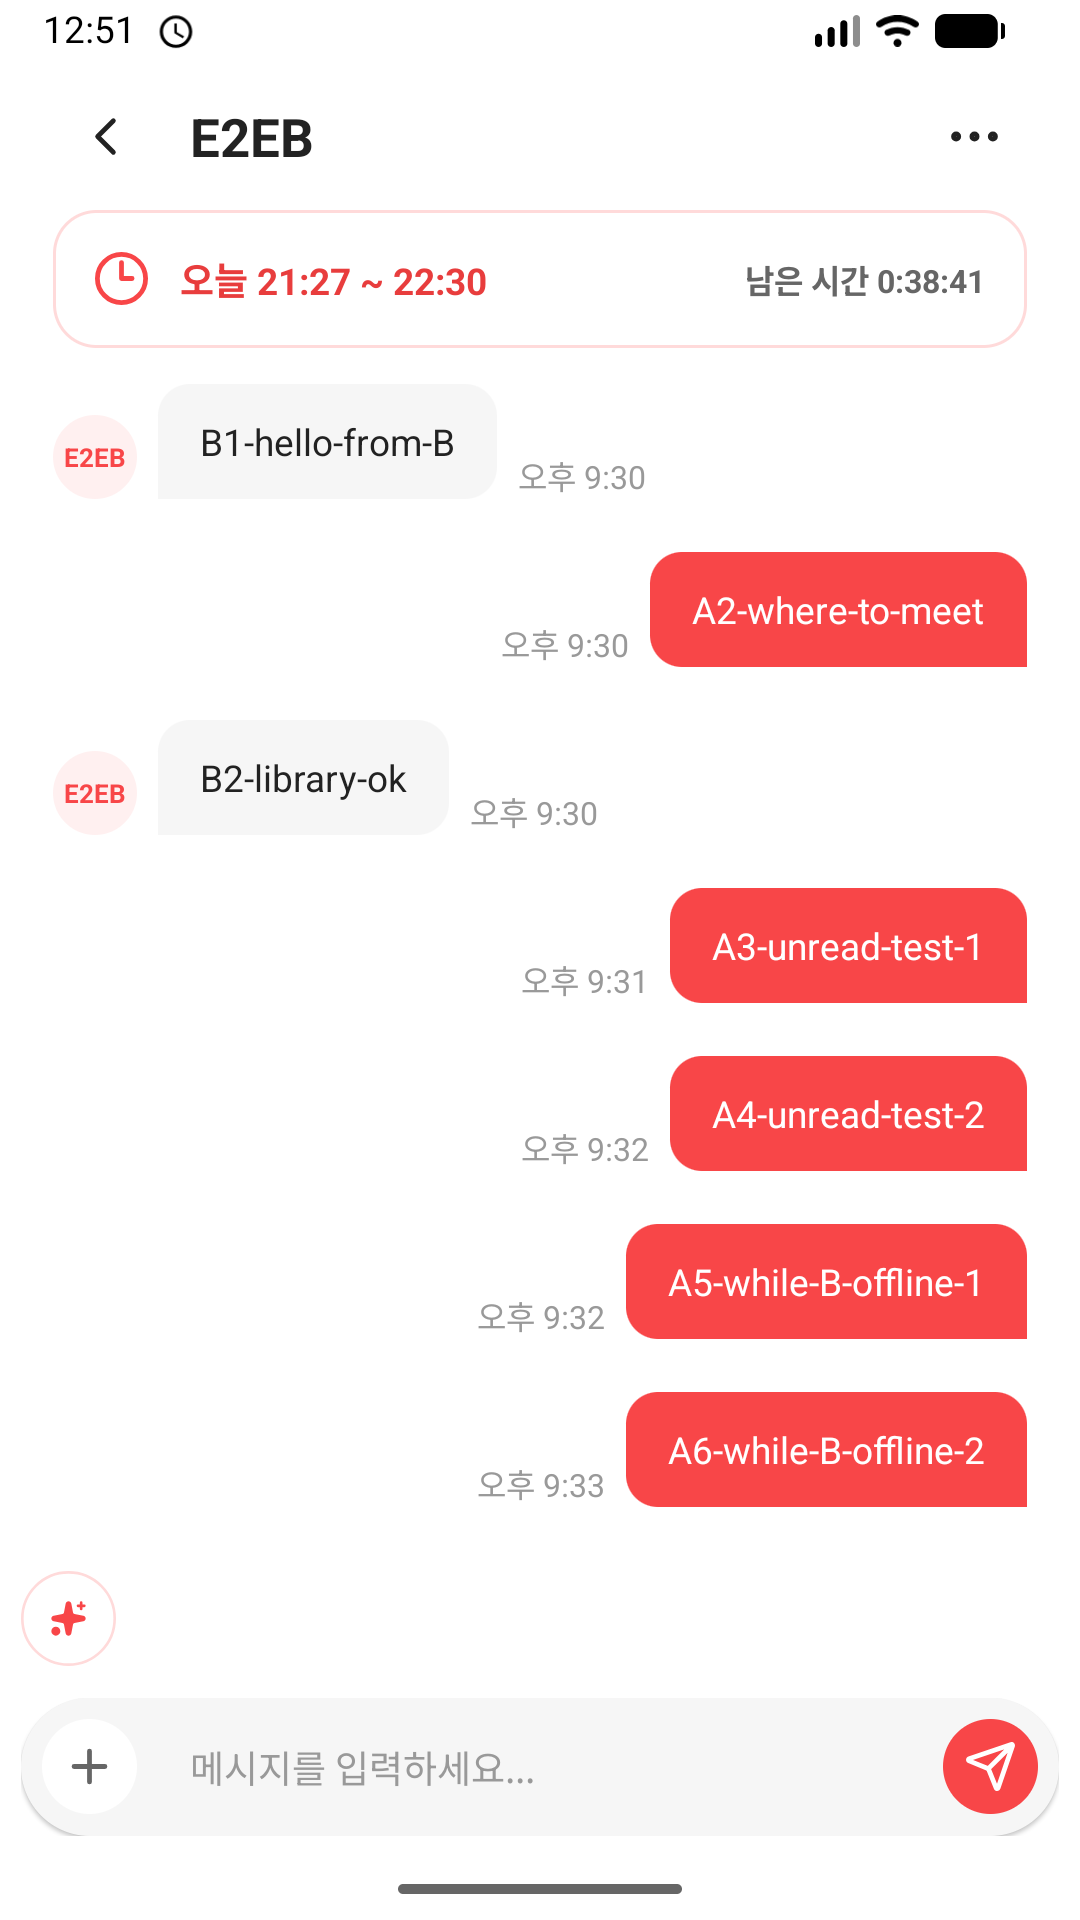 12:51
E2EB
오늘 21:27 ~ 22:30
남은 시간 0:38:41
E2EB
B1-hello-from-B
오후 9:30
A2-where-to-meet
오후 9:30
E2EB
B2-library-ok
오후 9:30
A3-unread-test-1
오후 9:31
A4-unread-test-2
오후 9:32
A5-while-B-offline-1
오후 9:32
A6-while-B-offline-2
오후 9:33
메시지를 입력하세요...